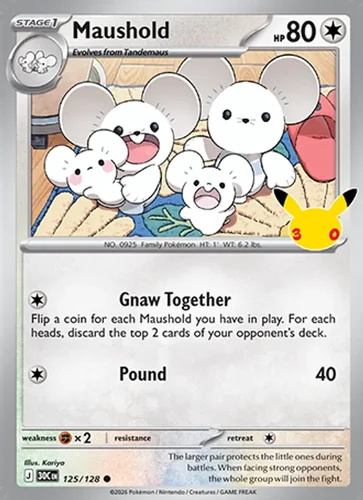 STAGE 1
Maushold
HP 80
Evolves from Tandemaus
30
NO. 0925 Family Pokémon HT: 1' WT: 6.2 lbs.
Gnaw Together
Flip a coin for each Maushold you have in play. For each
heads, discard the top 2 cards of your opponent's deck.
Pound 40
weakness ×2 resistance retreat
Illus. Kariya
J 30C EN 125/128
The larger pair protects the little ones during
battles. When facing strong opponents,
the whole group will join the fight.
©2026 Pokémon / Nintendo / Creatures / GAME FREAK